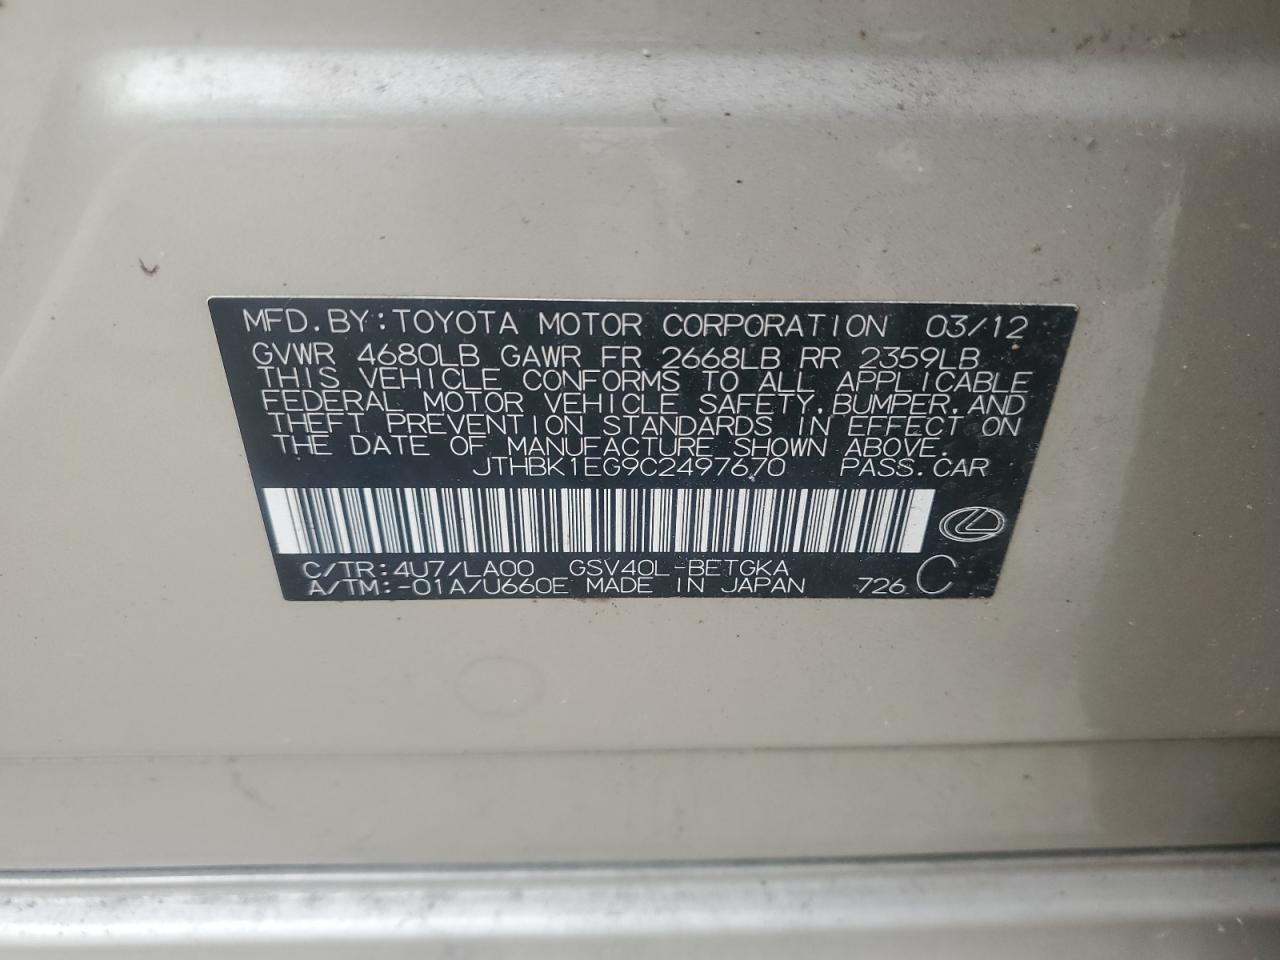 MFD.BY:TOYOTA MOTOR CORPORATION 03/12
GVWR 4680LB GAWR FR 2668LB RR 2359LB
THIS VEHICLE CONFORMS TO ALL APPLICABLE
FEDERAL MOTOR VEHICLE SAFETY,BUMPER,AND
THEFT PREVENTION STANDARDS IN EFFECT ON
THE DATE OF MANUFACTURE SHOWN ABOVE.
JTHBK1EG9C2497670 PASS.CAR
C/TR:4U7/LA00 GSV40L-BETGKA
A/TM:-01A/U660E MADE IN JAPAN 726 C